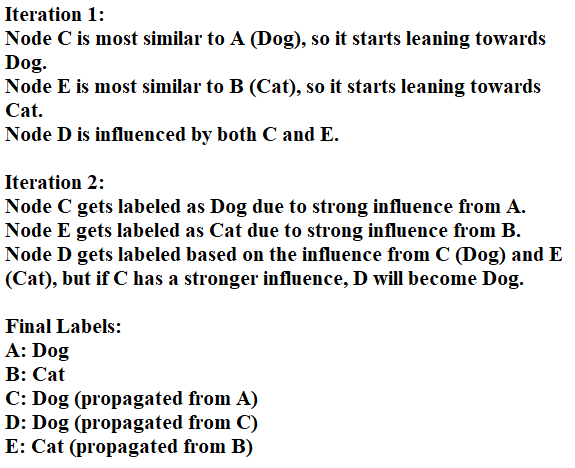 Iteration 1:
Node C is most similar to A (Dog), so it starts leaning towards
Dog.
Node E is most similar to B (Cat), so it starts leaning towards
Cat.
Node D is influenced by both C and E.
Iteration 2:
Node C gets labeled as Dog due to strong influence from A.
Node E gets labeled as Cat due to strong influence from B.
Node D gets labeled based on the influence from C (Dog) and E
(Cat), but if C has a stronger influence, D will become Dog.
Final Labels:
A: Dog
B: Cat
C: Dog (propagated from A)
D: Dog (propagated from C)
E: Cat (propagated from B)